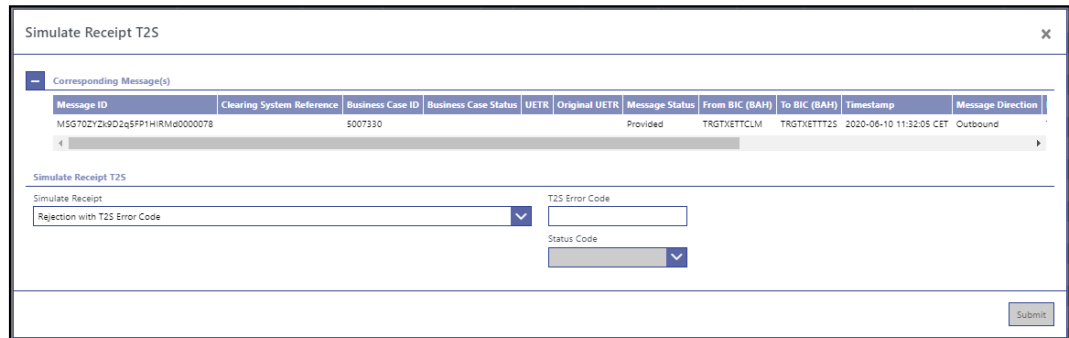 Simulate Receipt T2S
Corresponding Message(s)
Message ID Clearing System Reference Business Case ID Business Case Status UETR Original UETR Message Status From BIC (BAH) To BIC (BAH) Timestamp Message Direction
MSG70ZYZk9D2q5FP1HIRMd0000078 5007330 Provided TRGTXETTCLM TRGTXETTT2S 2020-06-10 11:32:05 CET Outbound
Simulate Receipt T2S
Simulate Receipt T2S Error Code
Rejection with T2S Error Code
Status Code
Submit